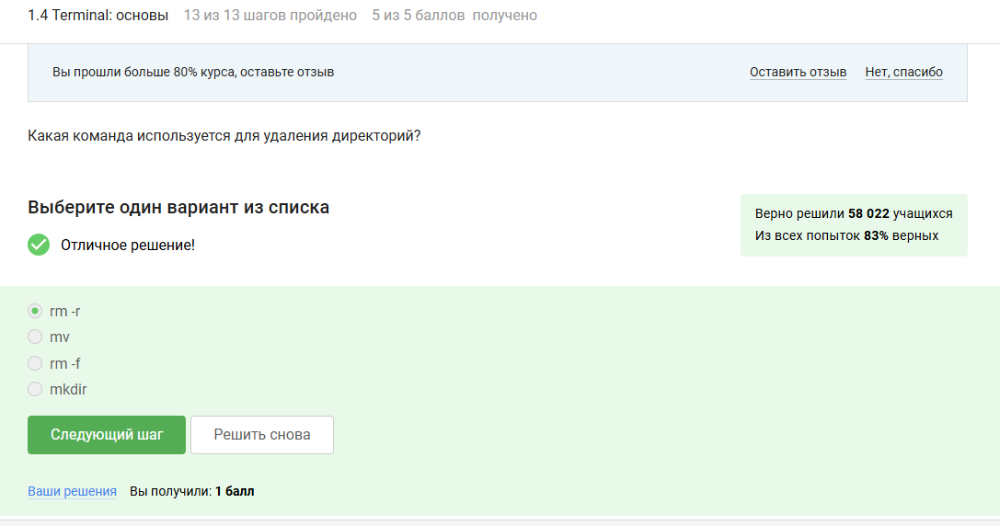 1.4 Terminal: основы 13 из 13 шагов пройдено 5 из 5 баллов получено
Вы прошли больше 80% курса, оставьте отзыв Оставить отзыв Нет, спасибо
Какая команда используется для удаления директорий?
Выберите один вариант из списка
Верно решили 58 022 учащихся
Из всех попыток 83% верных
Отличное решение!
rm -r
mv
rm -f
mkdir
Следующий шаг Решить снова
Ваши решения Вы получили: 1 балл